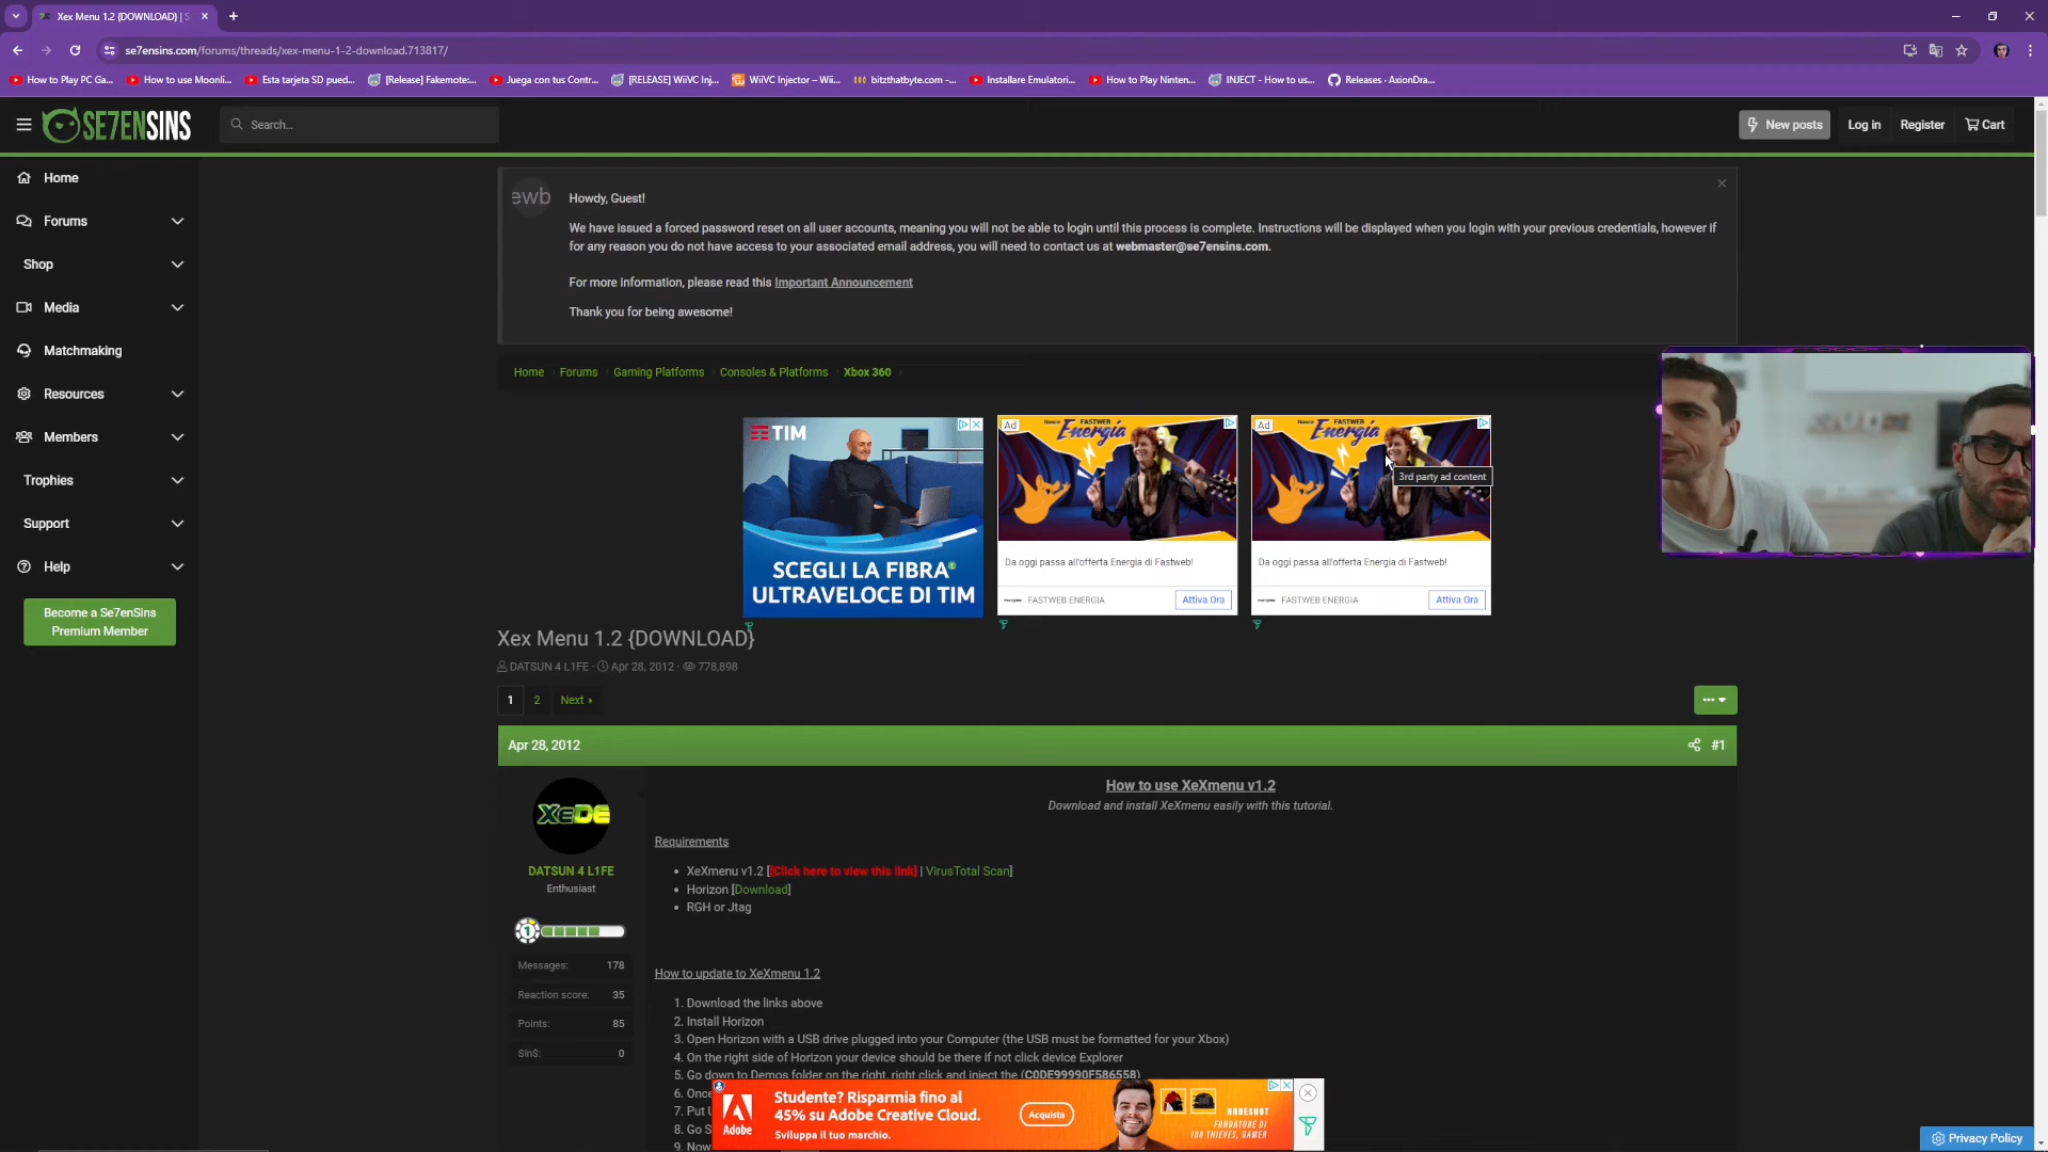 Xex Menu 1.2 {DOWNLOAD} | S
se7ensins.com/forums/threads/xex-menu-1-2-download.713817/
How to Play PC Ga...
How to use Moonli...
Esta tarjeta SD pued...
[Release] Fakemote:...
Juega con tus Contr...
[RELEASE] WiiVC Inj...
WiiVC Injector – Wii...
bitzthatbyte.com –...
Installare Emulatori...
How to Play Ninten...
INJECT - How to us...
Releases · AxionDra...
SE7ENSINS
Search...
New posts
Log in
Register
Cart
Home
Forums
Shop
Media
Matchmaking
Resources
Members
Trophies
Support
Help
Become a Se7enSins
Premium Member
ewb
Howdy, Guest!
We have issued a forced password reset on all user accounts, meaning you will not be able to login until this process is complete. Instructions will be displayed when you login with your previous credentials, however if
for any reason you do not have access to your associated email address, you will need to contact us at webmaster@se7ensins.com.
For more information, please read this Important Announcement
Thank you for being awesome!
Home Forums Gaming Platforms Consoles & Platforms Xbox 360
TIM
SCEGLI LA FIBRA
ULTRAVELOCE DI TIM
Ad
FASTWEB
Energia
Da oggi passa all'offerta Energia di Fastweb!
FASTWEB ENERGIA
Attiva Ora
Ad
FASTWEB
Energia
3rd party ad content
Da oggi passa all'offerta Energia di Fastweb!
FASTWEB ENERGIA
Attiva Ora
Xex Menu 1.2 {DOWNLOAD}
DATSUN 4 L1FE · Apr 28, 2012 · 778,898
1 2 Next
Apr 28, 2012
#1
XeDE
DATSUN 4 L1FE
Enthusiast
1
Messages: 178
Reaction score: 35
Points: 85
Sin$: 0
How to use XeXmenu v1.2
Download and install XeXmenu easily with this tutorial.
Requirements
• XeXmenu v1.2 [[Click here to view this link] | VirusTotal Scan]
• Horizon [Download]
• RGH or Jtag
How to update to XeXmenu 1.2
1. Download the links above
2. Install Horizon
3. Open Horizon with a USB drive plugged into your Computer (the USB must be formatted for your Xbox)
4. On the right side of Horizon your device should be there if not click device Explorer
5. Go down to Demos folder on the right, right click and inject the (C0DE99990F586558)
6. Once
7. Put U
8. Go S
9. Now
Adobe
Studente? Risparmia fino al
45% su Adobe Creative Cloud.
Sviluppa il tuo marchio.
Acquista
FONDATORE DI
100 THIEVES, GAMER
Privacy Policy